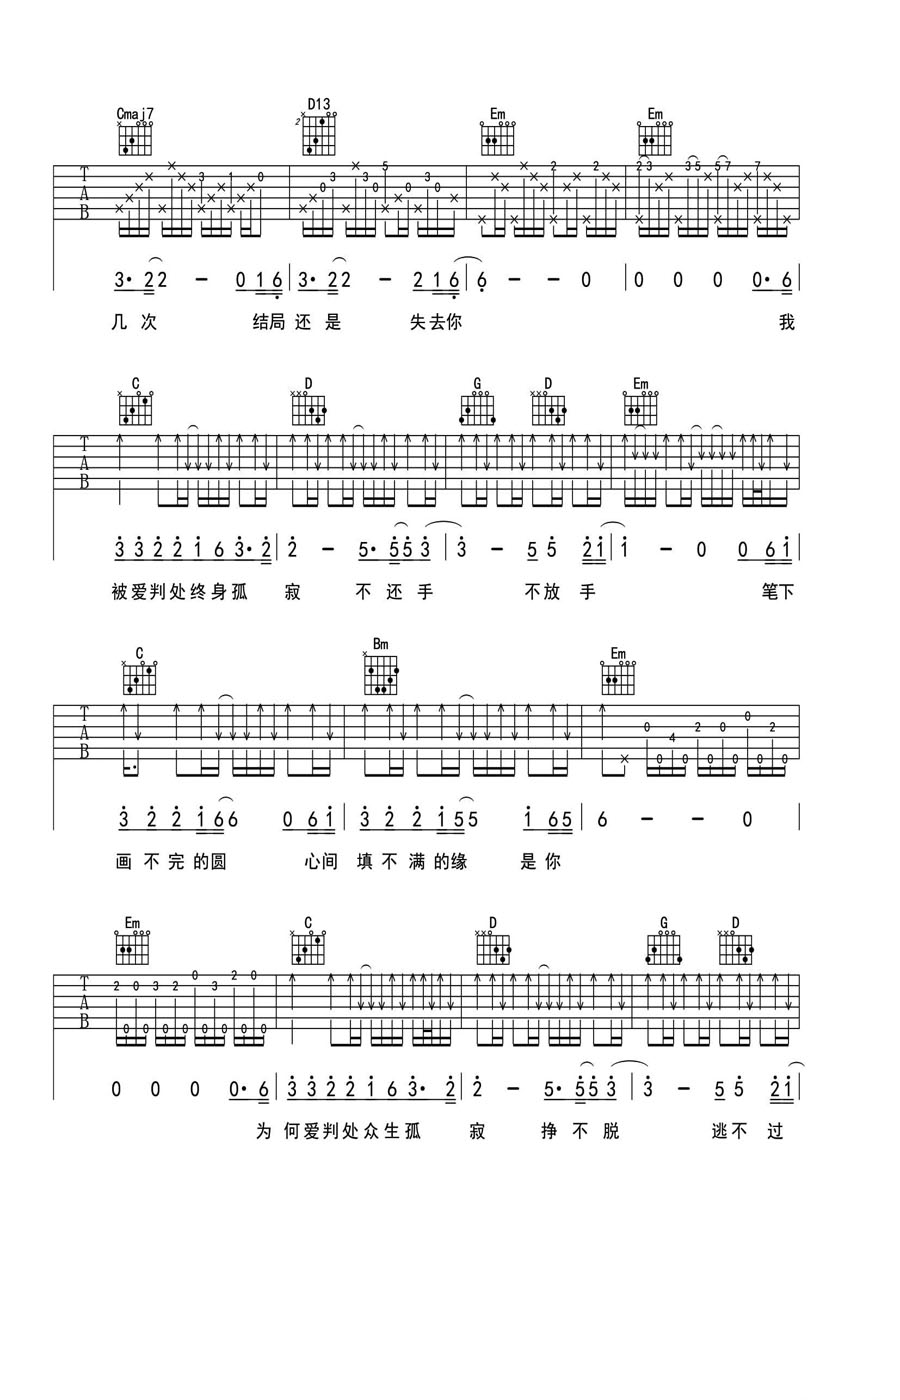 Cmaj7 D13 Em Em
3· 2 2 - 0 1 6 3· 2 2 - 2 1 6 6 - - 0 0 0 0 0· 6
几 次 结局 还 是 失去你 我
C D G D Em
3 3 2 2 1 6 3· 2 2 - 5· 5 5 3 3 - 5 5 2 1 1 - 0 0 6 1
被 爱 判 处 终 身 孤 寂 不 还 手 不 放 手 笔下
C Bm Em
3 2 2 1 6 6 0 6 1 3 2 2 1 5 5 1 6 5 6 - - 0
画 不 完 的圆 心间 填 不 满 的缘 是 你
Em C D G D
0 0 0 0· 6 3 3 2 2 1 6 3· 2 2 - 5· 5 5 3 3 - 5 5 2 1
为 何 爱 判 处 众 生 孤 寂 挣 不 脱 逃 不 过